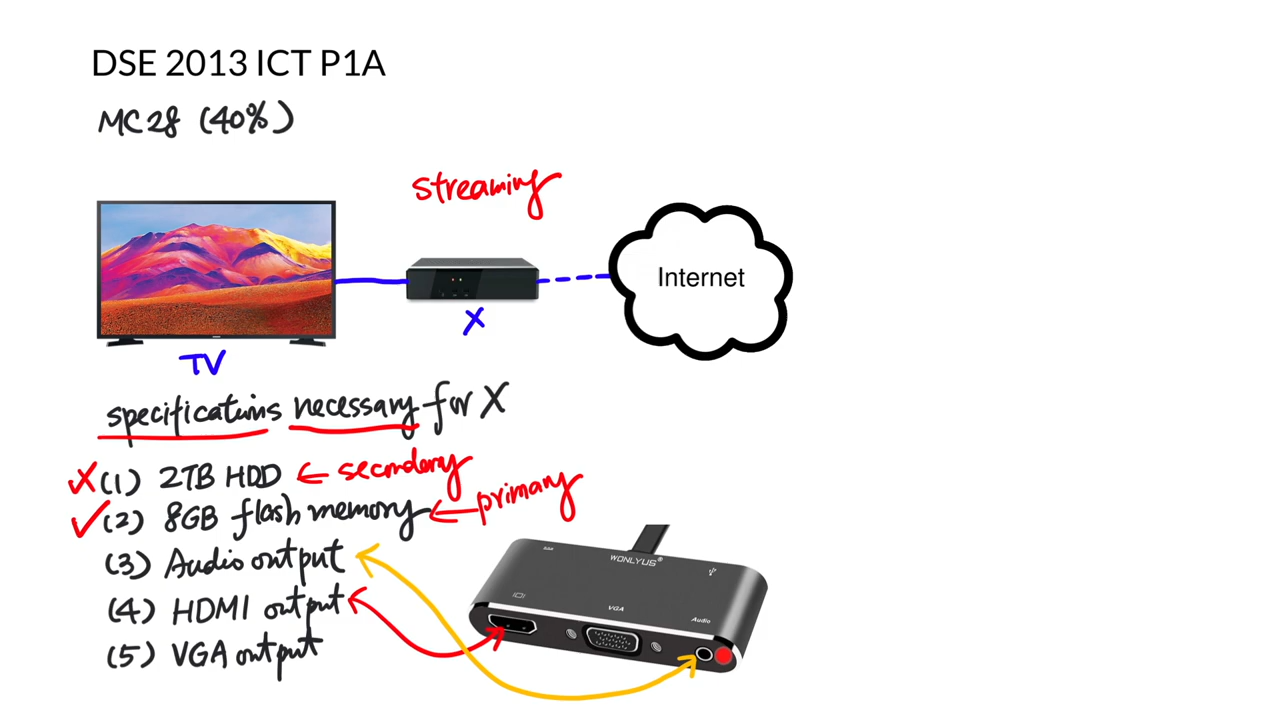 DSE 2013 ICT P1A
MC28 (40%)
streaming
Internet
X
TV
specifications necessary for X
X (1) 2TB HDD ← secondary
✓ (2) 8GB flash memory ← primary
(3) Audio output
(4) HDMI output
(5) VGA output
WONLYUS®
VGA
Audio